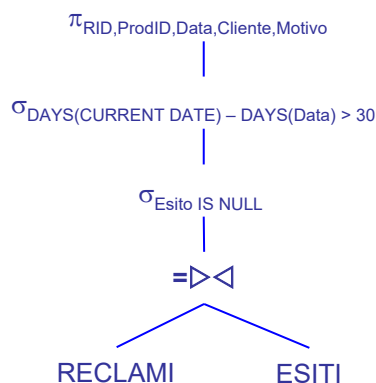 πRID,ProdID,Data,Cliente,Motivo
σDAYS(CURRENT DATE) – DAYS(Data) > 30
σEsito IS NULL
=▷◁
RECLAMI ESITI